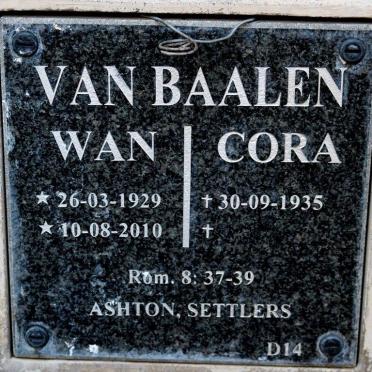 VAN BAALEN
WAN | CORA
★ 26-03-1929 † 30-09-1935
★ 10-08-2010 †
Rom. 8: 37-39
ASHTON, SETTLERS
D14